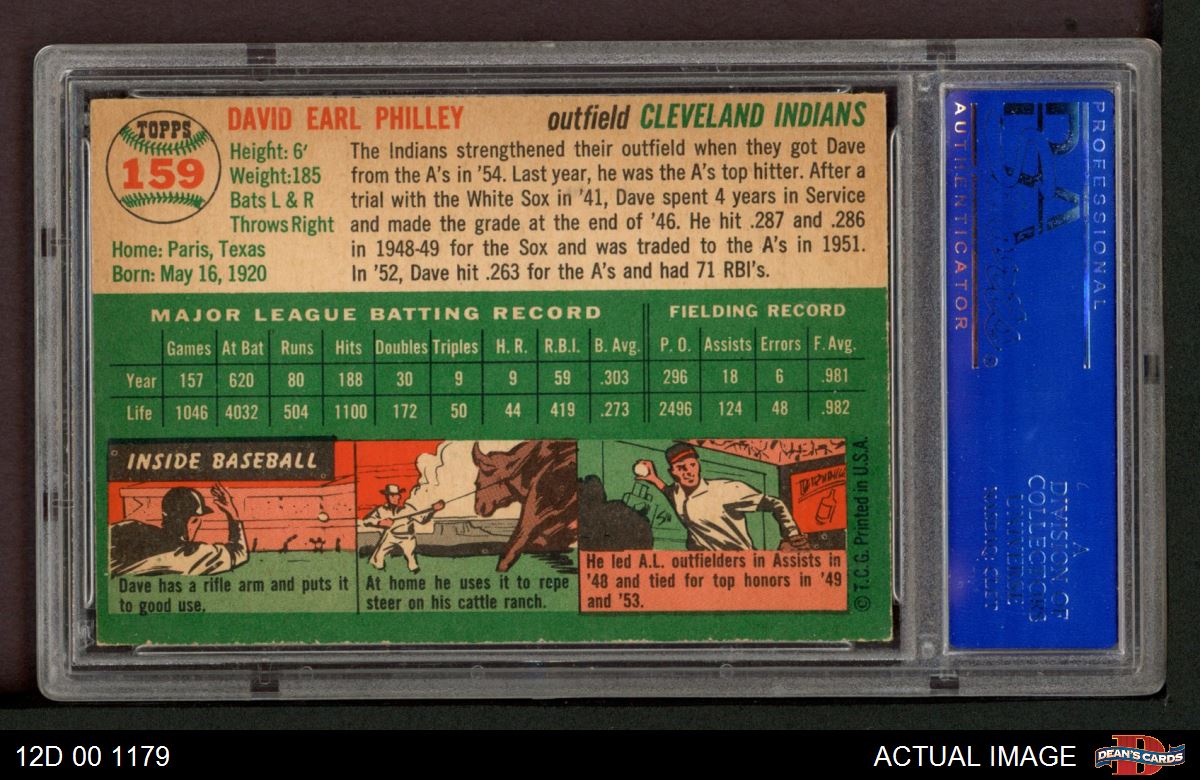 TOPPS
159
DAVID EARL PHILLEY
outfield CLEVELAND INDIANS
Height: 6'
Weight:185
Bats L & R
Throws Right
Home: Paris, Texas
Born: May 16, 1920
The Indians strengthened their outfield when they got Dave
from the A's in '54. Last year, he was the A's top hitter. After a
trial with the White Sox in '41, Dave spent 4 years in Service
and made the grade at the end of '46. He hit .287 and .286
in 1948-49 for the Sox and was traded to the A's in 1951.
In '52, Dave hit .263 for the A's and had 71 RBI's.
MAJOR LEAGUE BATTING RECORD
FIELDING RECORD
Games At Bat Runs Hits Doubles Triples H. R. R.B.I. B. Avg. P. O. Assists Errors F. Avg.
Year 157 620 80 188 30 9 9 59 .303 296 18 6 .981
Life 1046 4032 504 1100 172 50 44 419 .273 2496 124 48 .982
INSIDE BASEBALL
Dave has a rifle arm and puts it
to good use.
At home he uses it to rope
steer on his cattle ranch.
He led A.L. outfielders in Assists in
'48 and tied for top honors in '49
and '53.
© T.C.G. Printed in U.S.A.
PROFESSIONAL
PSA
AUTHENTICATOR
A
DIVISION OF
COLLECTORS
UNIVERSE
12D 00 1179
ACTUAL IMAGE
D
DEAN'S CARDS